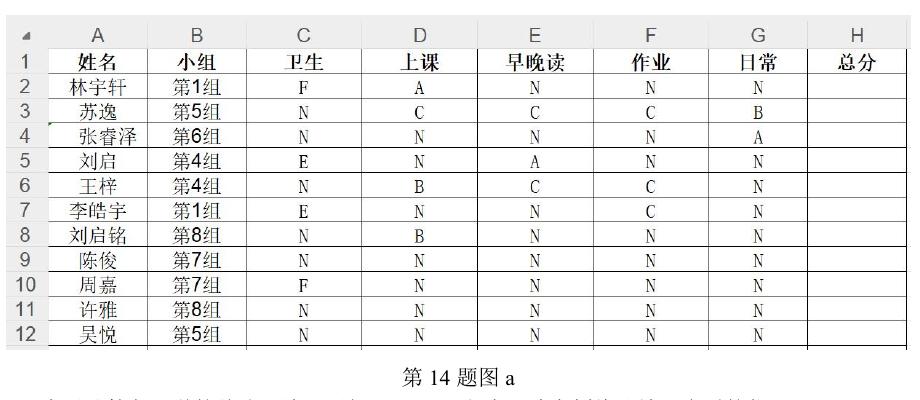 A B C D E F G H
1 姓名 小组 卫生 上课 早晚读 作业 日常 总分
2 林宇轩 第1组 F A N N N
3 苏逸 第5组 N C C C B
4 张睿泽 第6组 N N N N A
5 刘启 第4组 E N A N N
6 王梓 第4组 N B C C N
7 李皓宇 第1组 E N N C N
8 刘启铭 第8组 N B N N N
9 陈俊 第7组 N N N N N
10 周嘉 第7组 F N N N N
11 许雅 第8组 N N N N N
12 吴悦 第5组 N N N N N
第 14 题图 a